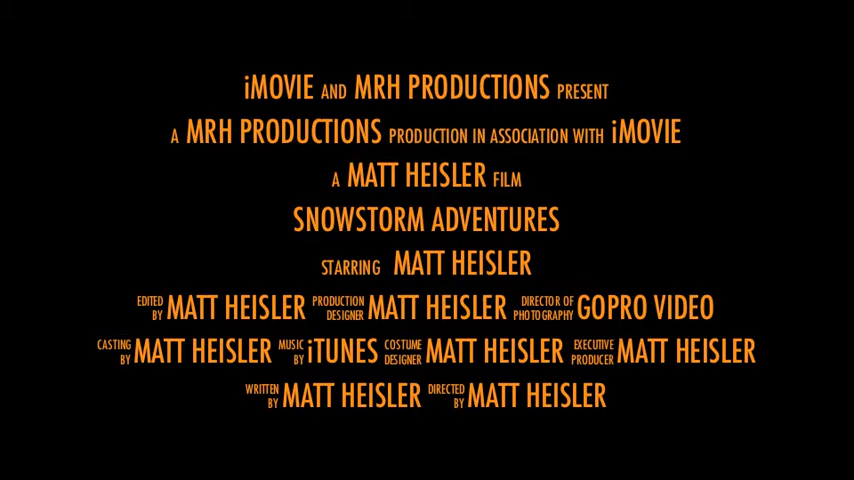 iMOVIE AND MRH PRODUCTIONS PRESENT
A MRH PRODUCTIONS PRODUCTION IN ASSOCIATION WITH iMOVIE
A MATT HEISLER FILM
SNOWSTORM ADVENTURES
STARRING MATT HEISLER
EDITED BY MATT HEISLER PRODUCTION DESIGNER MATT HEISLER DIRECTOR OF PHOTOGRAPHY GOPRO VIDEO
CASTING BY MATT HEISLER MUSIC BY iTUNES COSTUME DESIGNER MATT HEISLER EXECUTIVE PRODUCER MATT HEISLER
WRITTEN BY MATT HEISLER DIRECTED BY MATT HEISLER